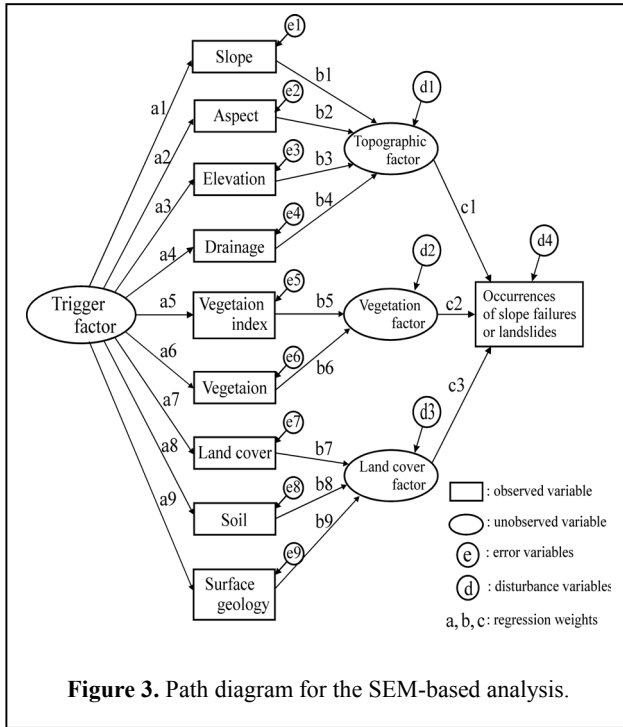 e1
Slope
b1
a1
e2
d1
Aspect
b2
a2
Topographic
factor
e3
b3
Elevation
a3
b4
e4
c1
a4
Drainage
d2
d4
e5
Trigger
factor
a5
Vegetaion
index
b5
Vegetation
factor
c2
Occurrences
of slope failures
or landslides
a6
e6
b6
Vegetaion
c3
a7
e7
d3
a8
Land cover
b7
Land cover
factor
a9
e8
b8
: observed variable
Soil
b9
: unobserved variable
e9
e : error variables
Surface
geology
d : disturbance variables
a, b, c : regression weights
Figure 3. Path diagram for the SEM-based analysis.